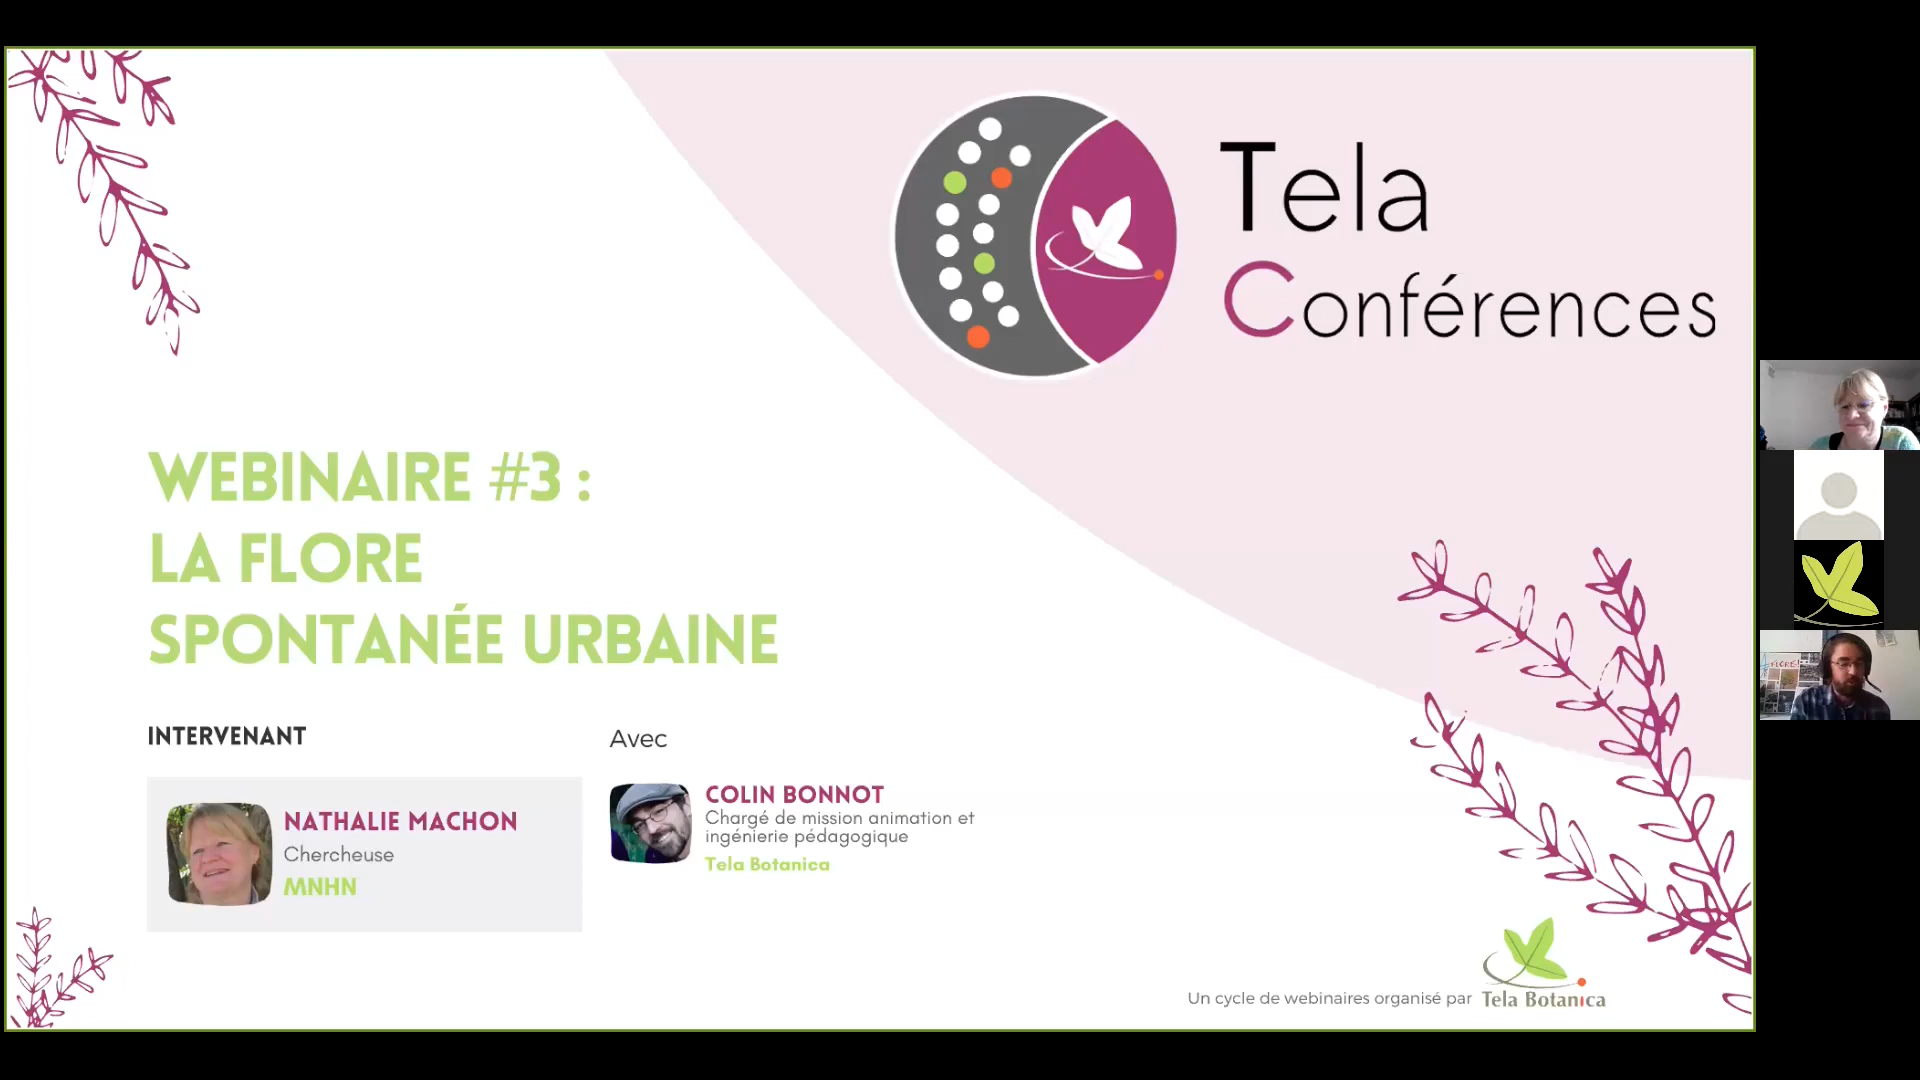 Tela
Conférences
WEBINAIRE #3 :
LA FLORE
SPONTANÉE URBAINE
INTERVENANT
NATHALIE MACHON
Chercheuse
MNHN
Avec
COLIN BONNOT
Chargé de mission animation et
ingénierie pédagogique
Tela Botanica
Un cycle de webinaires organisé par
Tela Botanica